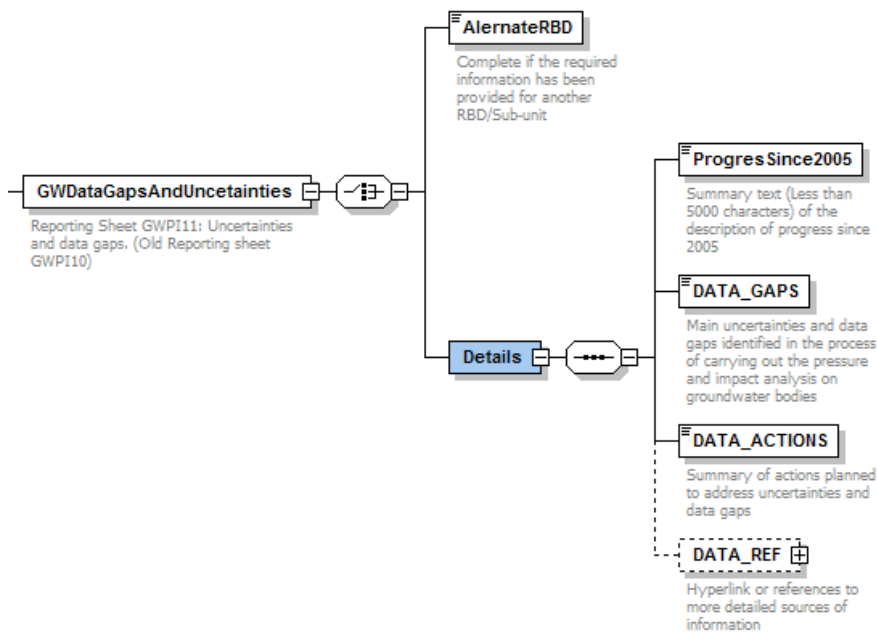 AlernateRBD
Complete if the required
information has been
provided for another
RBD/Sub-unit
GWDataGapsAndUncetainties
Reporting Sheet GWPI11: Uncertainties
and data gaps. (Old Reporting sheet
GWPI10)
ProgresSince2005
Summary text (Less than
5000 characters) of the
description of progress since
2005
DATA_GAPS
Main uncertainties and data
gaps identified in the process
of carrying out the pressure
and impact analysis on
groundwater bodies
Details
DATA_ACTIONS
Summary of actions planned
to address uncertainties and
data gaps
DATA_REF
Hyperlink or references to
more detailed sources of
information